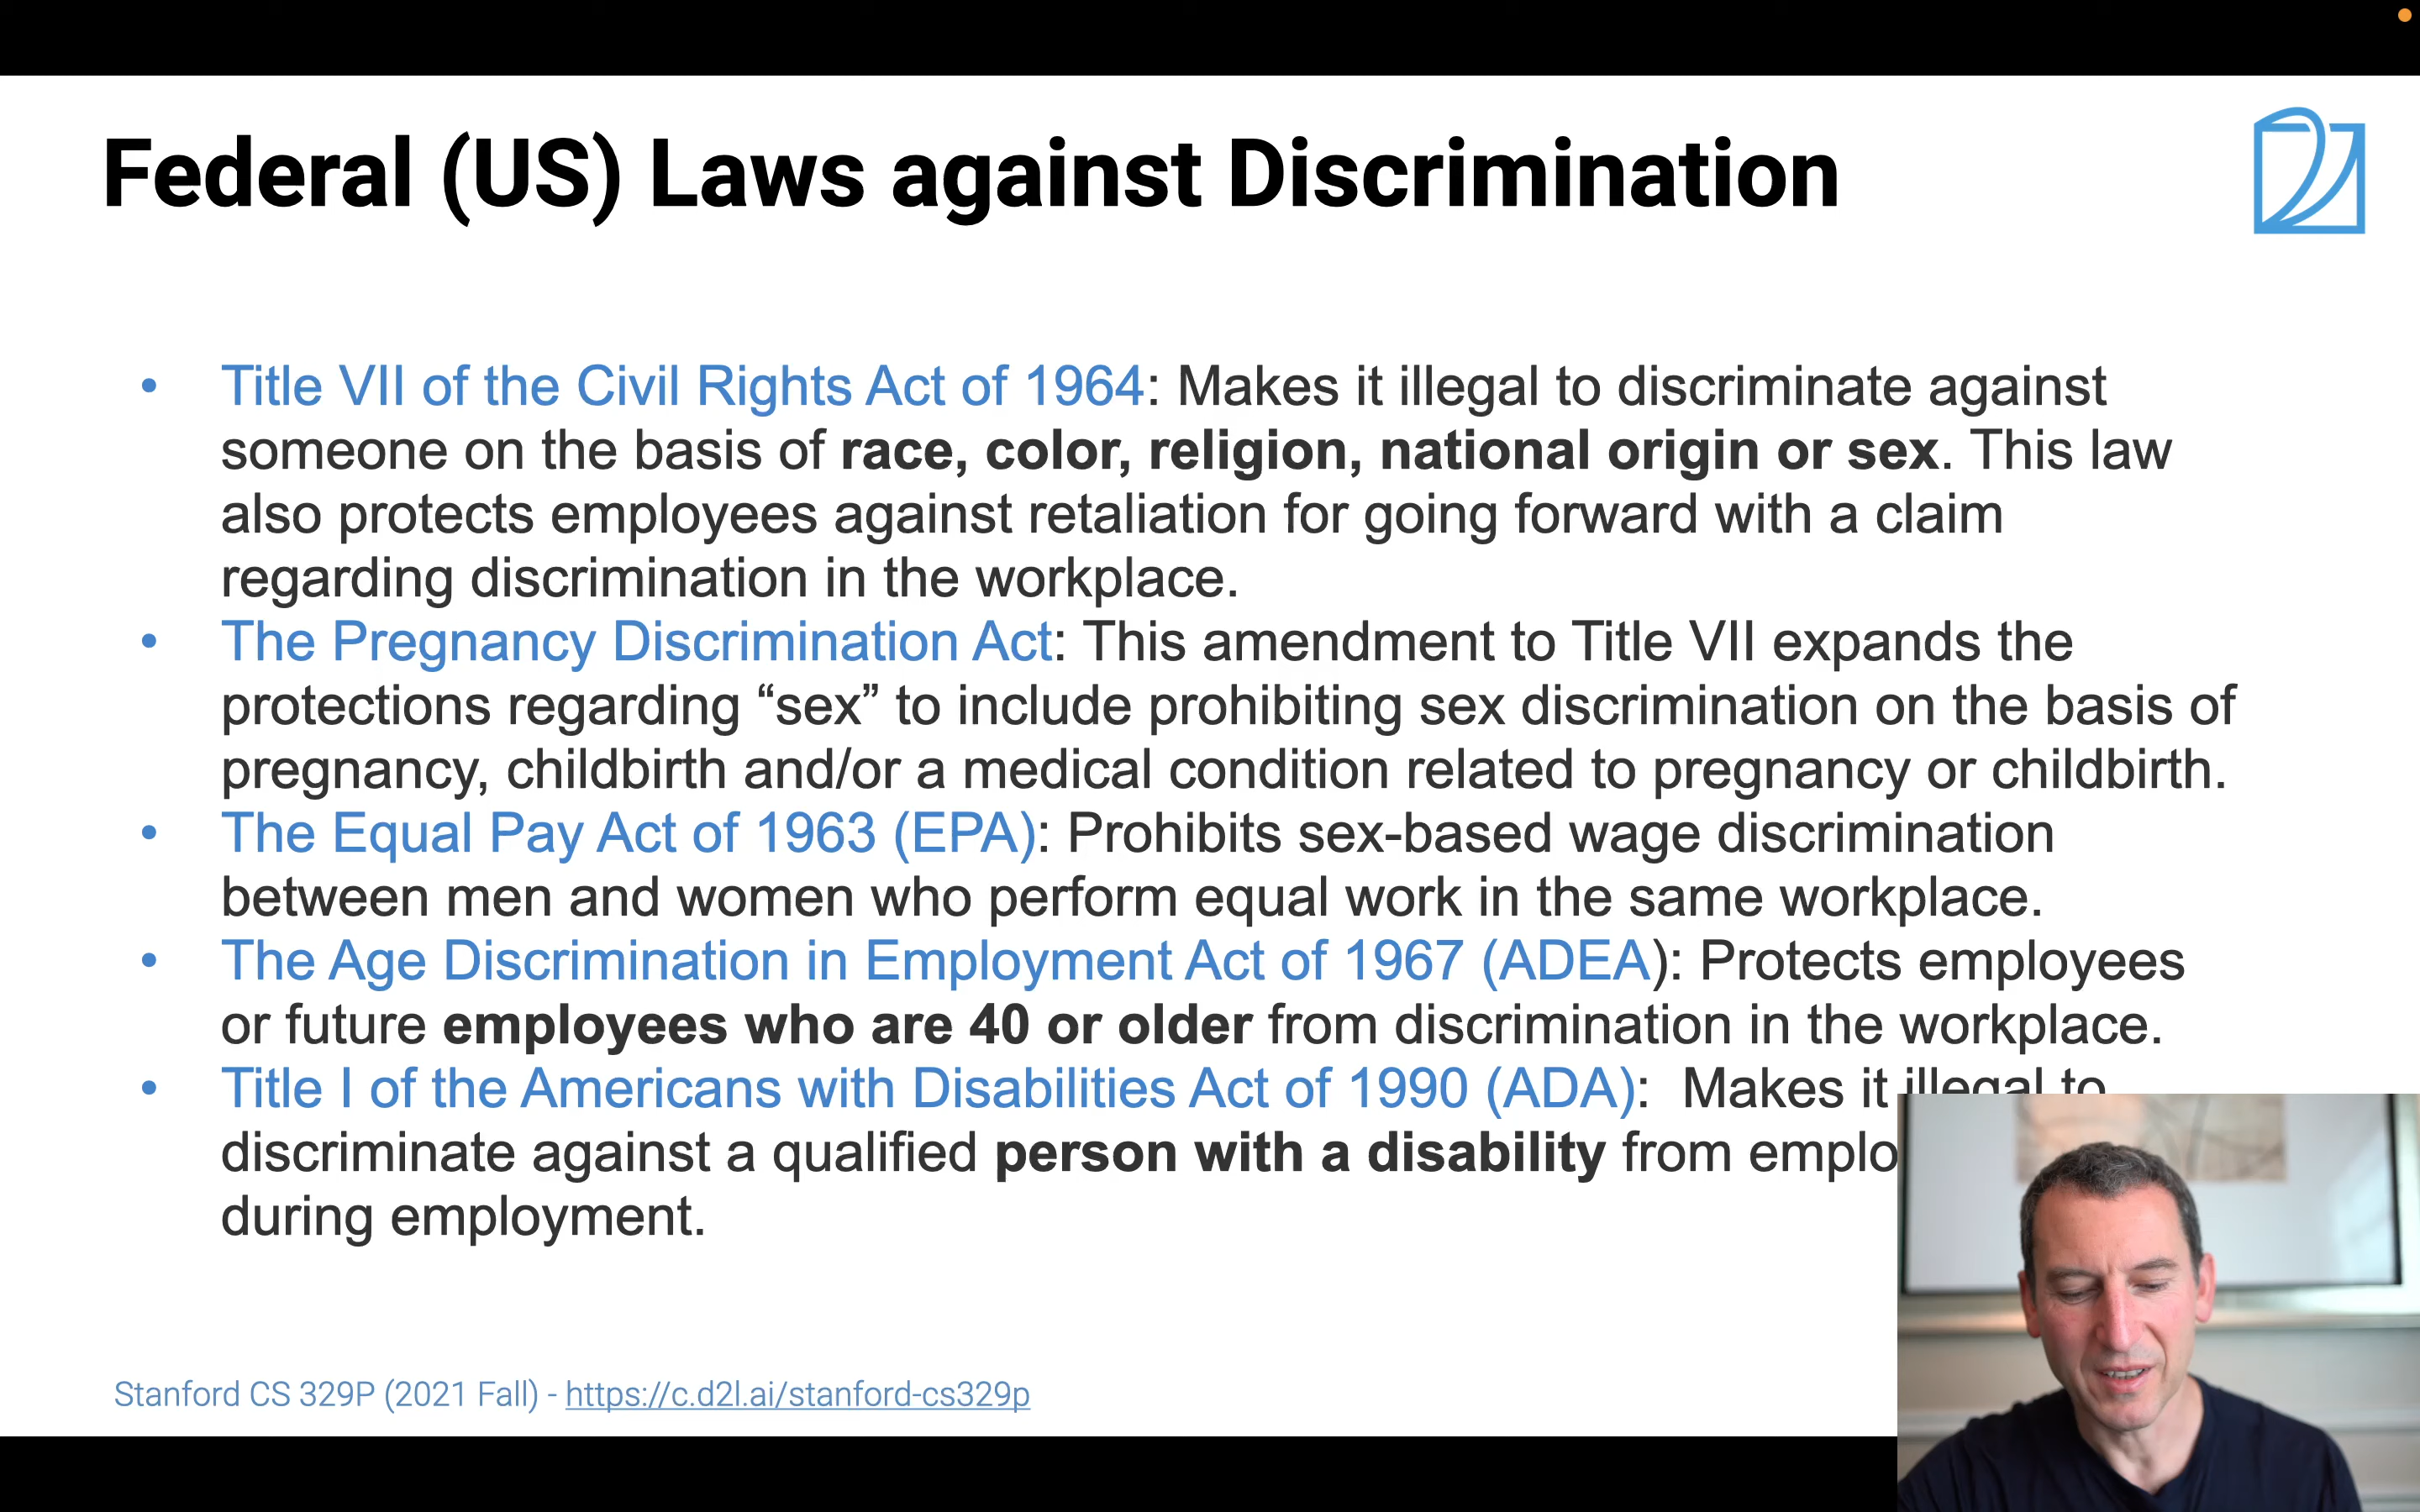 Federal (US) Laws against Discrimination
• Title VII of the Civil Rights Act of 1964: Makes it illegal to discriminate against
someone on the basis of race, color, religion, national origin or sex. This law
also protects employees against retaliation for going forward with a claim
regarding discrimination in the workplace.
• The Pregnancy Discrimination Act: This amendment to Title VII expands the
protections regarding “sex” to include prohibiting sex discrimination on the basis of
pregnancy, childbirth and/or a medical condition related to pregnancy or childbirth.
• The Equal Pay Act of 1963 (EPA): Prohibits sex-based wage discrimination
between men and women who perform equal work in the same workplace.
• The Age Discrimination in Employment Act of 1967 (ADEA): Protects employees
or future employees who are 40 or older from discrimination in the workplace.
• Title I of the Americans with Disabilities Act of 1990 (ADA): Makes it illegal to
discriminate against a qualified person with a disability from
during employment.
Stanford CS 329P (2021 Fall) - https://c.d2l.ai/stanford-cs329p